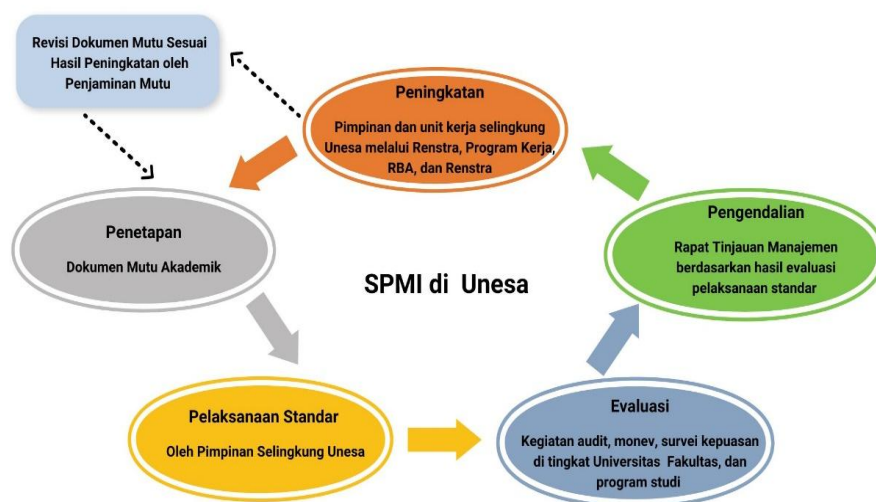 Revisi Dokumen Mutu Sesuai
Hasil Peningkatan oleh
Penjaminan Mutu
Peningkatan
Pimpinan dan unit kerja selingkung
Unesa melalui Renstra, Program Kerja,
RBA, dan Renstra
Penetapan
Dokumen Mutu Akademik
Pengendalian
Rapat Tinjauan Manajemen
berdasarkan hasil evaluasi
pelaksanaan standar
SPMI di Unesa
Pelaksanaan Standar
Oleh Pimpinan Selingkung Unesa
Evaluasi
Kegiatan audit, monev, survei kepuasan
di tingkat Universitas Fakultas, dan
program studi